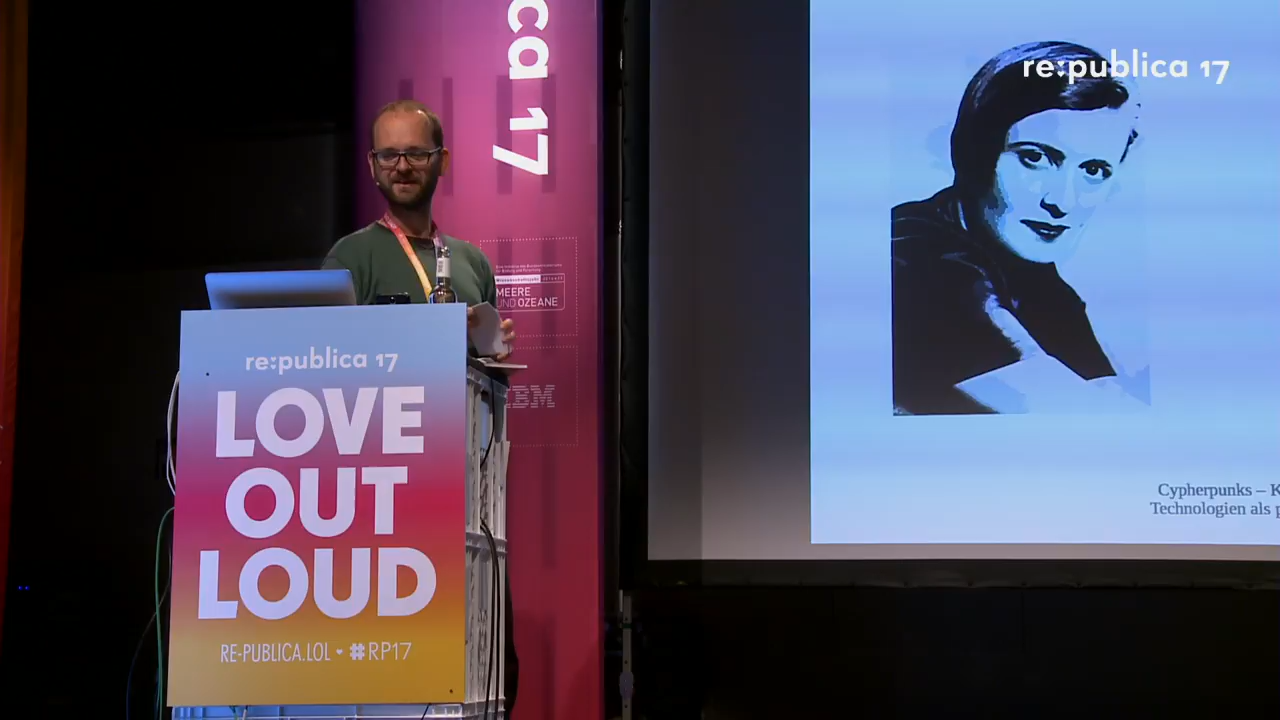 ca 17
re:publica 17
MEERE
UND OZEANE
IBM
re:publica 17
LOVE
OUT
LOUD
RE-PUBLICA.LOL ♥ #RP17
Cypherpunks – K
Technologien als p